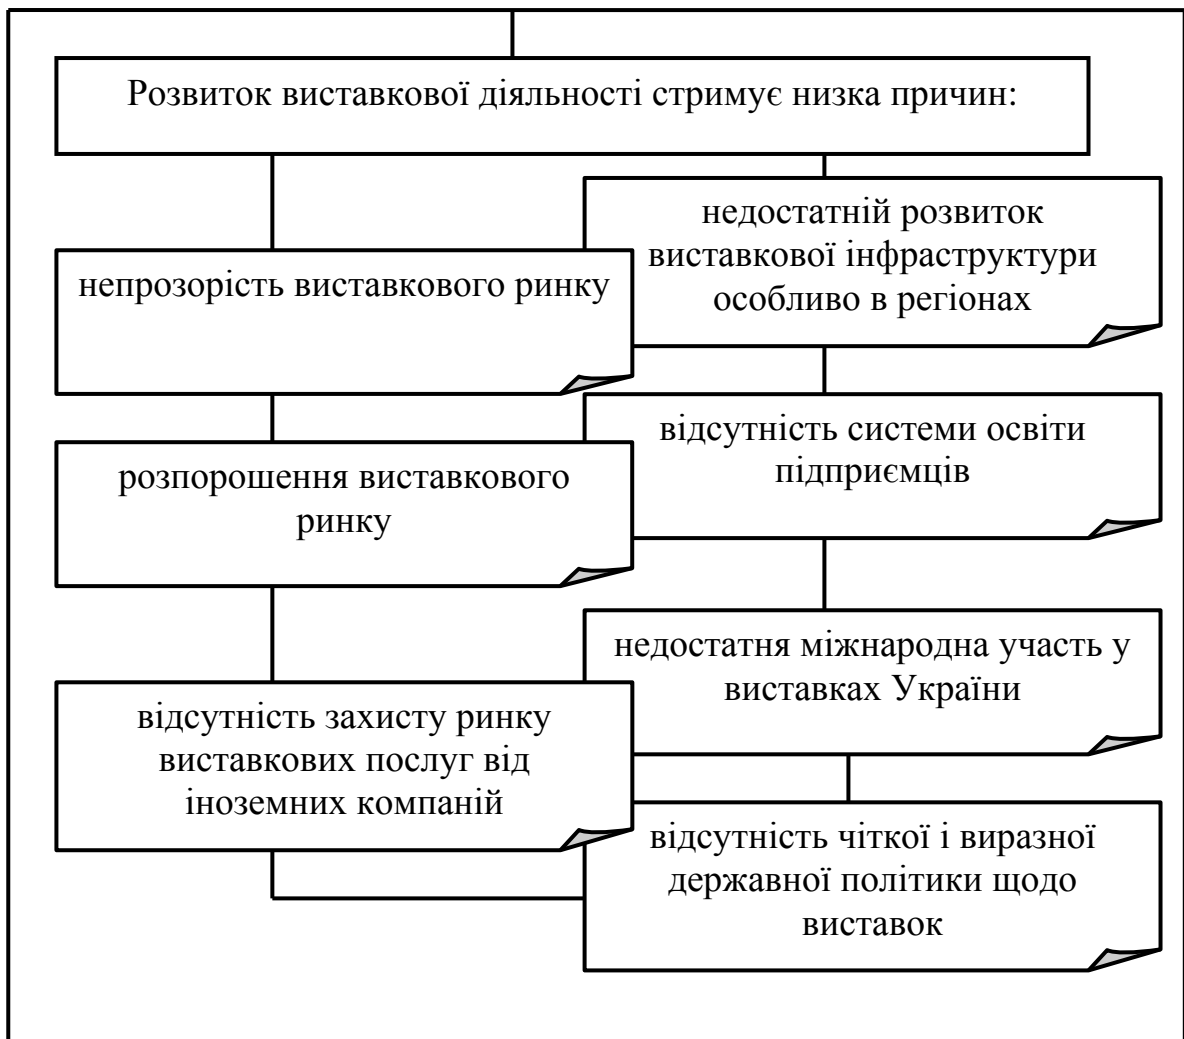 Розвиток виставкової діяльності стримує низка причин:
непрозорість виставкового ринку
розпорошення виставкового
ринку
відсутність захисту ринку
виставкових послуг від
іноземних компаній
недостатній розвиток
виставкової інфраструктури
особливо в регіонах
відсутність системи освіти
підприємців
недостатня міжнародна участь у
виставках України
відсутність чіткої і виразної
державної політики щодо
виставок